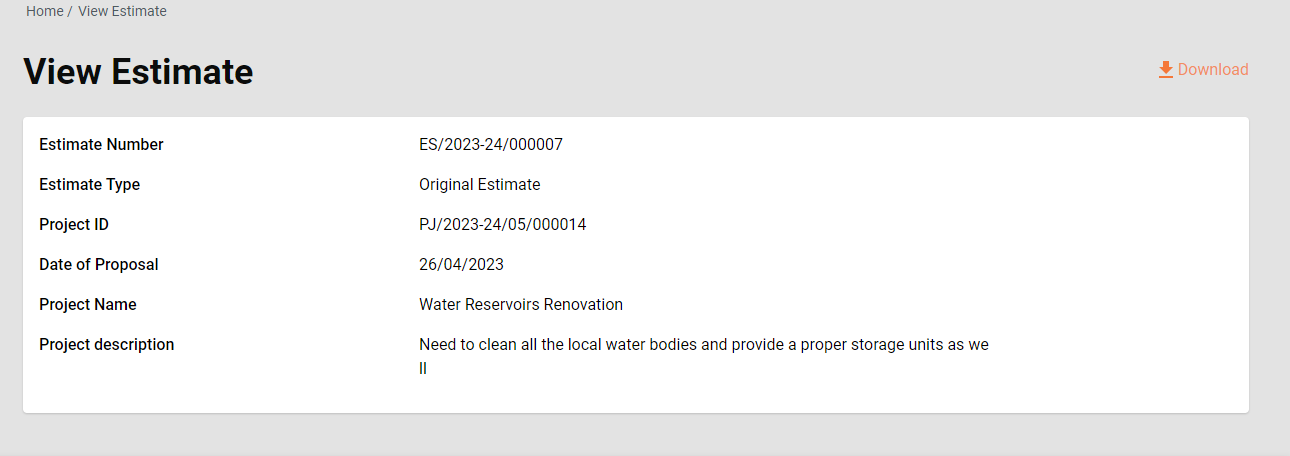 Home / View Estimate
View Estimate
Download
Estimate Number ES/2023-24/000007
Estimate Type Original Estimate
Project ID PJ/2023-24/05/000014
Date of Proposal 26/04/2023
Project Name Water Reservoirs Renovation
Project description Need to clean all the local water bodies and provide a proper storage units as we
ll